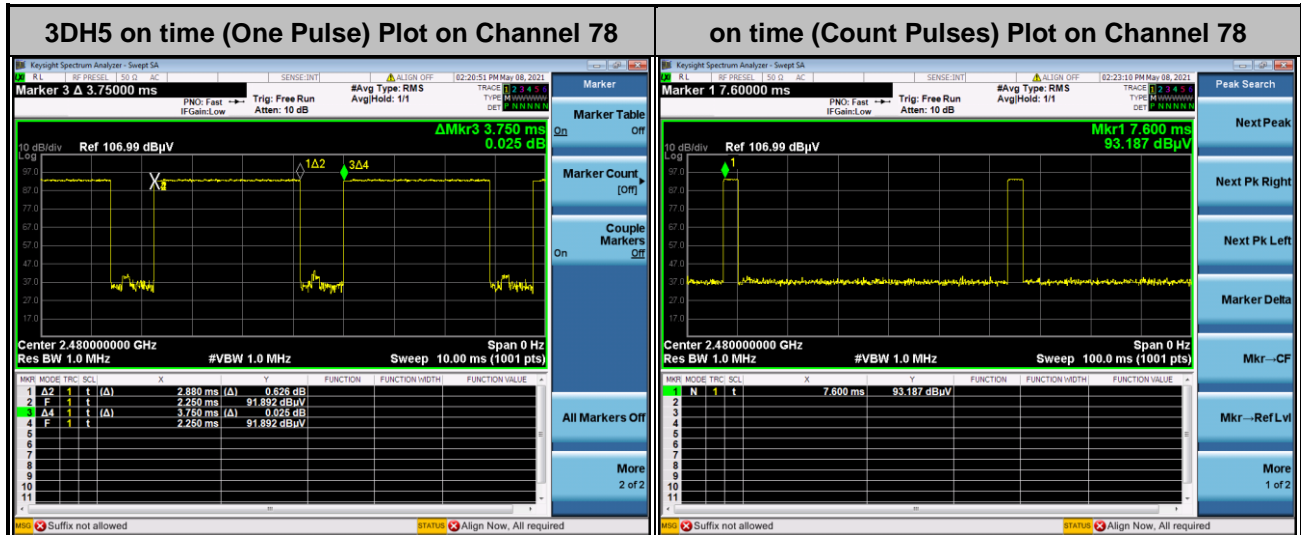 3DH5 on time (One Pulse) Plot on Channel 78
Keysight Spectrum Analyzer - Swept SA
RL RF PRESEL 50 Ω AC SENSE:INT ALIGN OFF 02:20:51 PM May 08, 2021
Marker 3 Δ 3.75000 ms
PNO: Fast Trig: Free Run
IFGain:Low Atten: 10 dB
#Avg Type: RMS
Avg|Hold: 1/1
TRACE 1 2 3 4 5 6
TYPE MWWWWW
DET P N N N N N
ΔMkr3 3.750 ms
0.025 dB
10 dB/div Ref 106.99 dBµV
Log
97.0
87.0
77.0
67.0
57.0
47.0
37.0
27.0
17.0
1Δ2
3Δ4
X
Center 2.480000000 GHz Span 0 Hz
Res BW 1.0 MHz #VBW 1.0 MHz Sweep 10.00 ms (1001 pts)
MKR MODE TRC SCL X Y FUNCTION FUNCTION WIDTH FUNCTION VALUE
1 Δ2 1 t (Δ) 2.880 ms (Δ) 0.626 dB
2 F 1 t 2.250 ms 91.892 dBµV
3 Δ4 1 t (Δ) 3.750 ms (Δ) 0.025 dB
4 F 1 t 2.250 ms 91.892 dBµV
5
6
7
8
9
10
11
MSG Suffix not allowed STATUS Align Now, All required
Marker
Marker Table
On Off
Marker Count
[Off]
Couple
Markers
On Off
All Markers Off
More
2 of 2
on time (Count Pulses) Plot on Channel 78
Keysight Spectrum Analyzer - Swept SA
RL RF PRESEL 50 Ω AC SENSE:INT ALIGN OFF 02:23:10 PM May 08, 2021
Marker 1 7.60000 ms
PNO: Fast Trig: Free Run
IFGain:Low Atten: 10 dB
#Avg Type: RMS
Avg|Hold: 1/1
TRACE 1 2 3 4 5 6
TYPE MWWWWW
DET P N N N N N
Mkr1 7.600 ms
93.187 dBµV
10 dB/div Ref 106.99 dBµV
Log
97.0
87.0
77.0
67.0
57.0
47.0
37.0
27.0
17.0
1
Center 2.480000000 GHz Span 0 Hz
Res BW 1.0 MHz #VBW 1.0 MHz Sweep 100.0 ms (1001 pts)
MKR MODE TRC SCL X Y FUNCTION FUNCTION WIDTH FUNCTION VALUE
1 N 1 t 7.600 ms 93.187 dBµV
2
3
4
5
6
7
8
9
10
11
MSG Suffix not allowed STATUS Align Now, All required
Peak Search
Next Peak
Next Pk Right
Next Pk Left
Marker Delta
Mkr→CF
Mkr→Ref Lvl
More
1 of 2